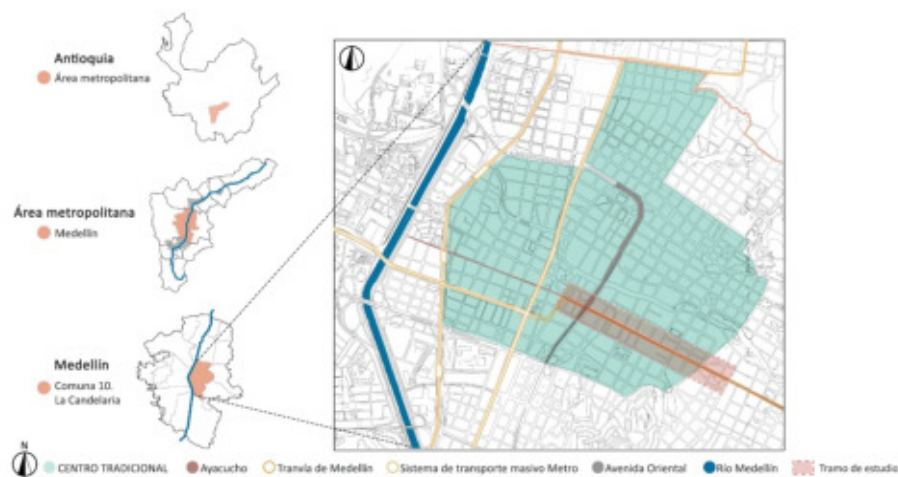 Antioquia
Área metropolitana
Área metropolitana
Medellín
Medellín
Comuna 10.
La Candelaria
N
CENTRO TRADICIONAL
Ayacucho
Tranvía de Medellín
Sistema de transporte masivo Metro
Avenida Oriental
Río Medellín
Tramo de estudio